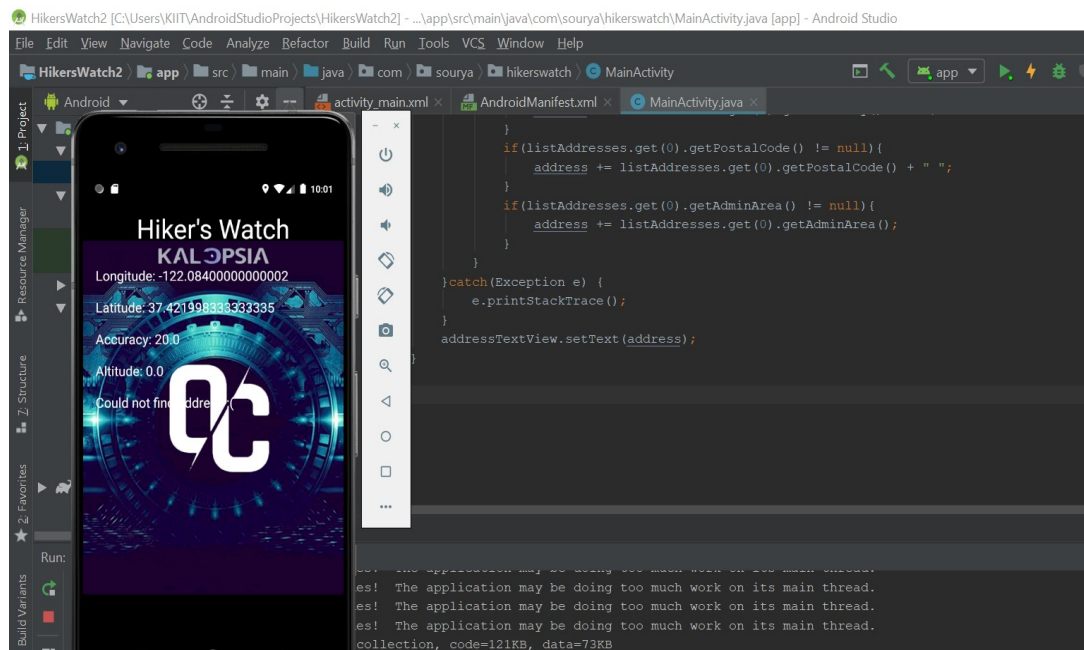 HikersWatch2 [C:\Users\KIIT\AndroidStudioProjects\HikersWatch2] - ...\app\src\main\java\com\sourya\hikerswatch\MainActivity.java [app] - Android Studio
File Edit View Navigate Code Analyze Refactor Build Run Tools VCS Window Help
HikersWatch2 app src main java com sourya hikerswatch MainActivity app
Android activity_main.xml AndroidManifest.xml MainActivity.java
1: Project
Resource Manager
7: Structure
2: Favorites
Build Variants
10:01
Hiker's Watch
KALOPSIA
Longitude: -122.08400000000002
Latitude: 37.421998333333335
Accuracy: 20.0
Altitude: 0.0
Could not find address :(
}
if(listAddresses.get(0).getPostalCode() != null){
address += listAddresses.get(0).getPostalCode() + " ";
}
if(listAddresses.get(0).getAdminArea() != null){
address += listAddresses.get(0).getAdminArea();
}
}
}catch(Exception e) {
e.printStackTrace();
}
addressTextView.setText(address);
}
Run:
es! The application may be doing too much work on its main thread.
es! The application may be doing too much work on its main thread.
es! The application may be doing too much work on its main thread.
es! The application may be doing too much work on its main thread.
collection, code=121KB, data=73KB